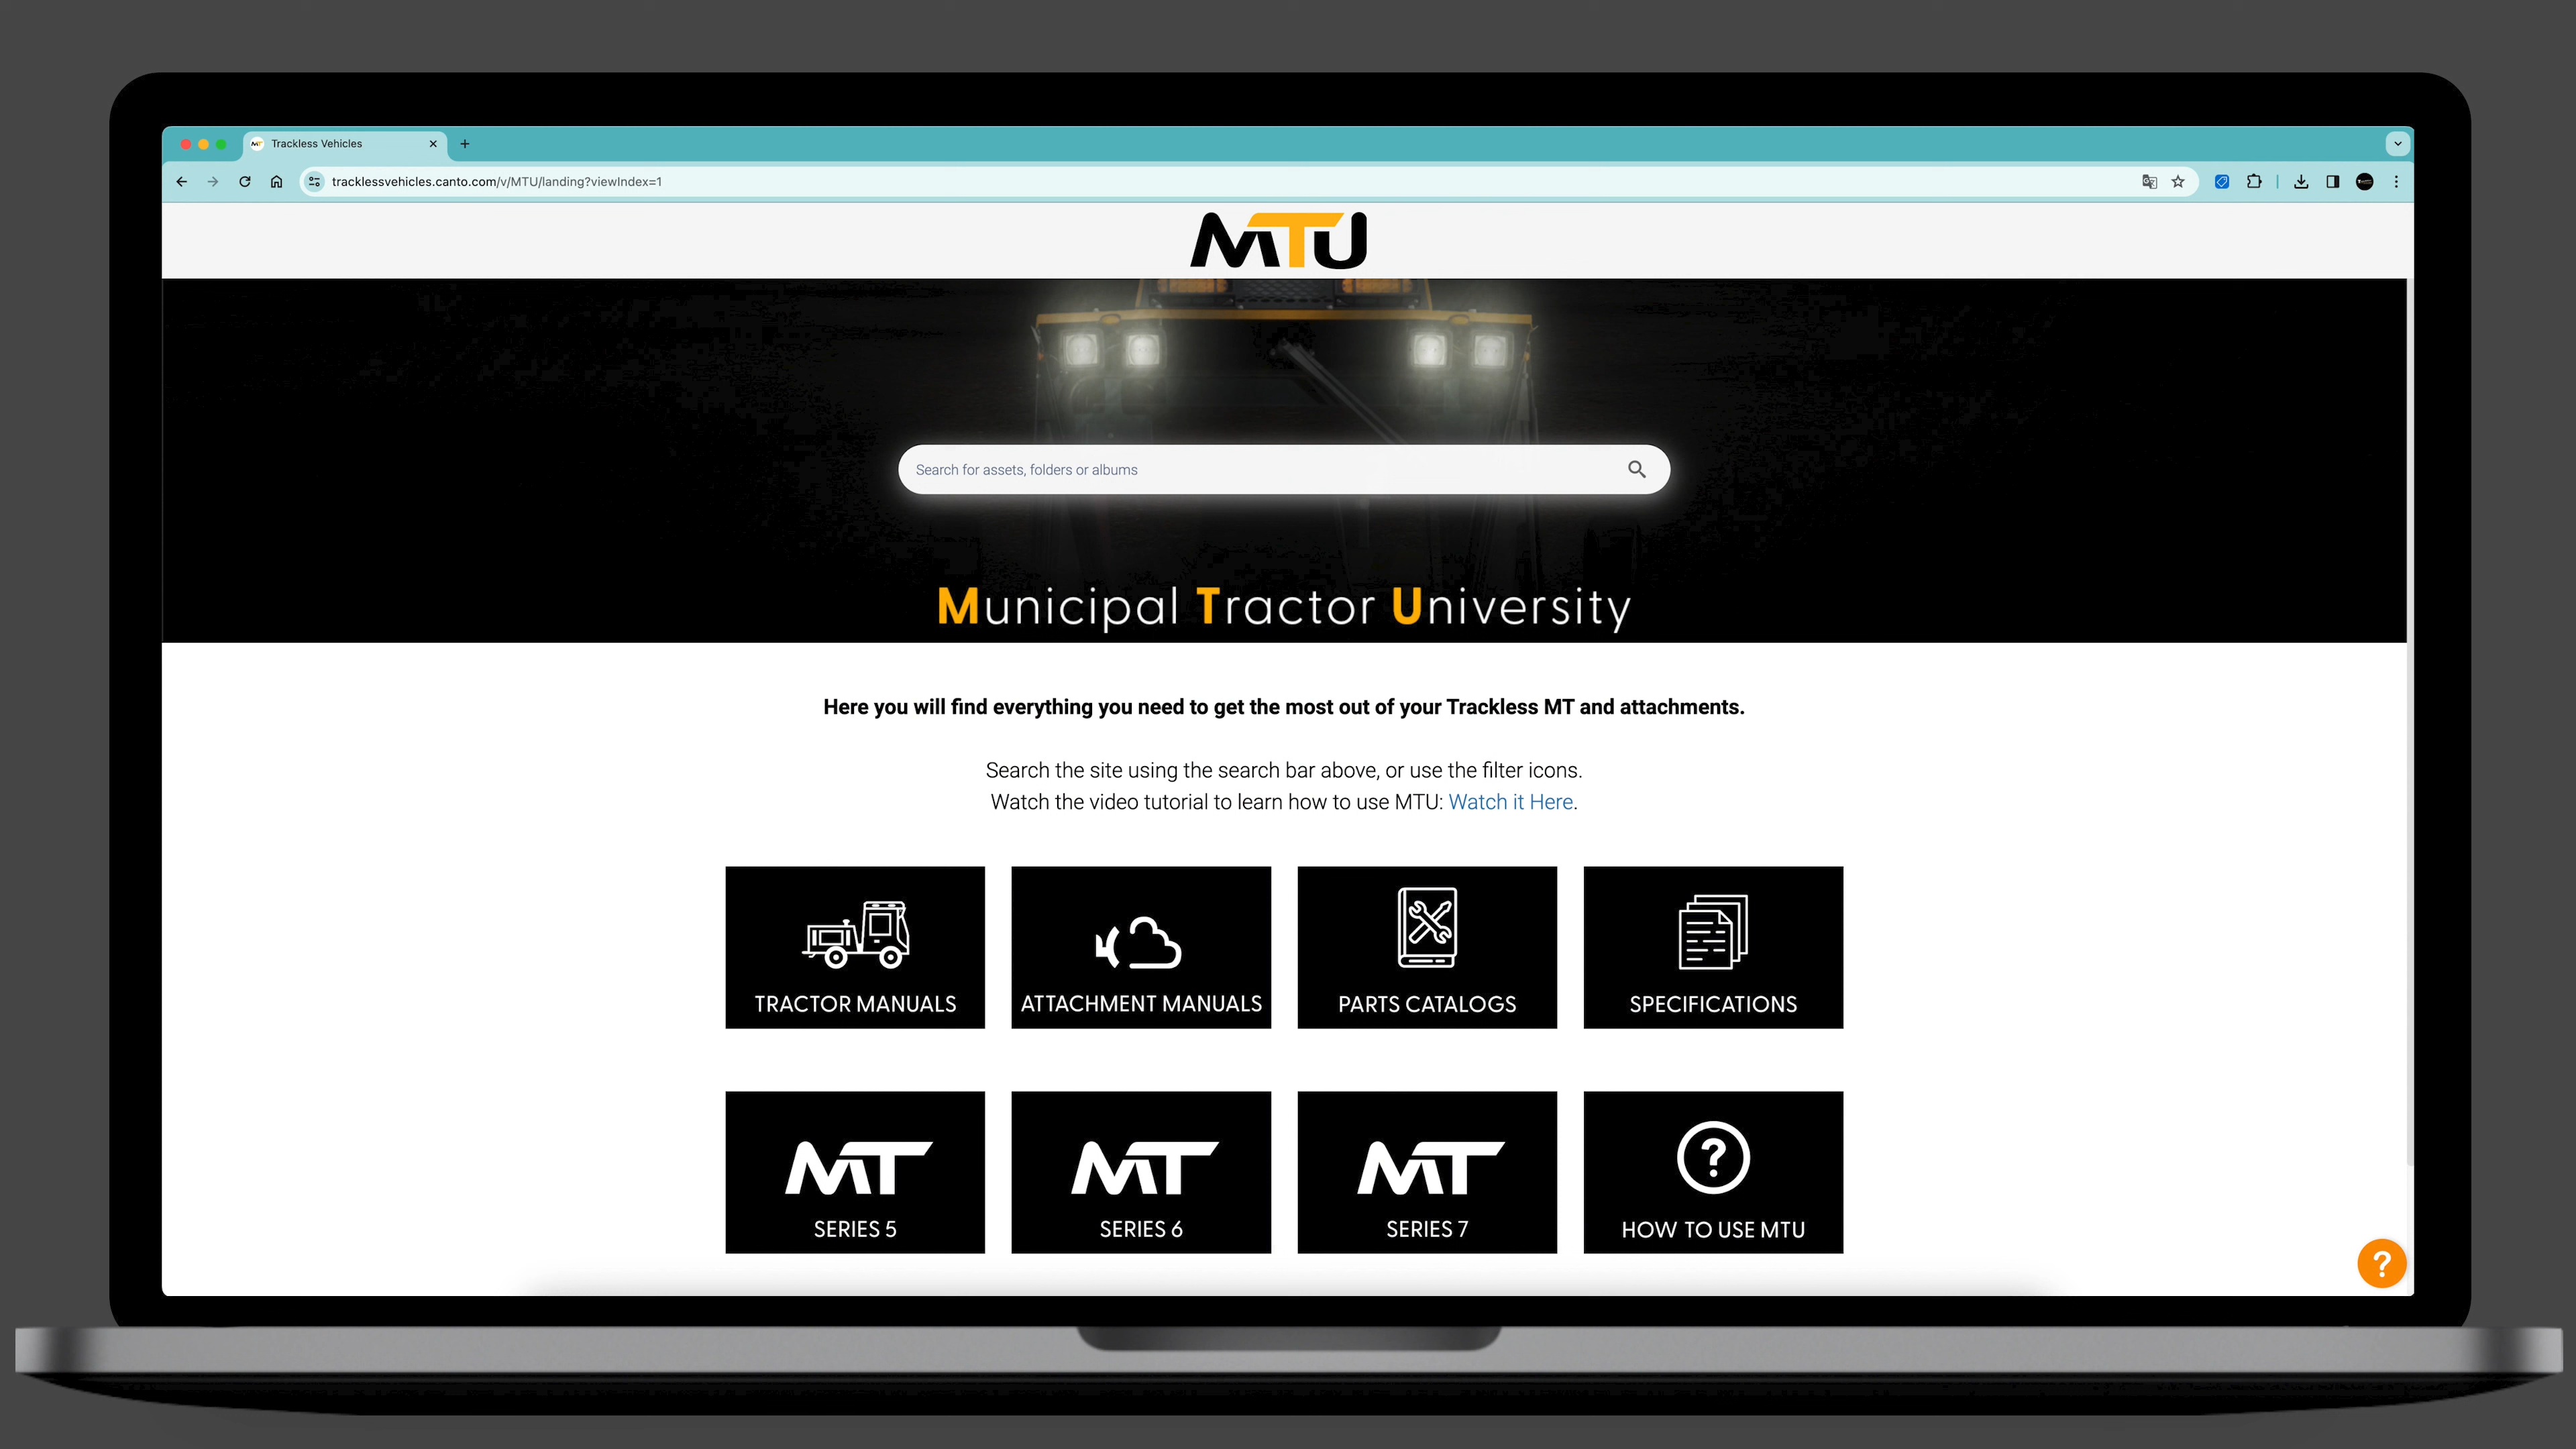 Trackless Vehicles
tracklessvehicles.canto.com/v/MTU/landing?viewIndex=1
MTU
Search for assets, folders or albums
Municipal Tractor University
Here you will find everything you need to get the most out of your Trackless MT and attachments.
Search the site using the search bar above, or use the filter icons.
Watch the video tutorial to learn how to use MTU: Watch it Here.
TRACTOR MANUALS
ATTACHMENT MANUALS
PARTS CATALOGS
SPECIFICATIONS
MT
SERIES 5
MT
SERIES 6
MT
SERIES 7
?
HOW TO USE MTU
?